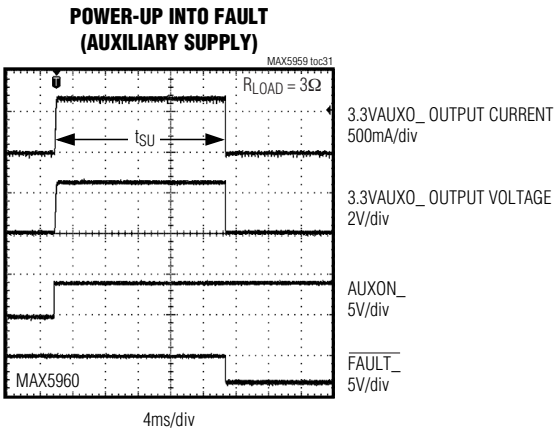 POWER-UP INTO FAULT
(AUXILIARY SUPPLY)
MAX5959 toc31
RLOAD = 3Ω
tSU
3.3VAUXO_ OUTPUT CURRENT
500mA/div
3.3VAUXO_ OUTPUT VOLTAGE
2V/div
AUXON_
5V/div
FAULT_
5V/div
MAX5960
4ms/div